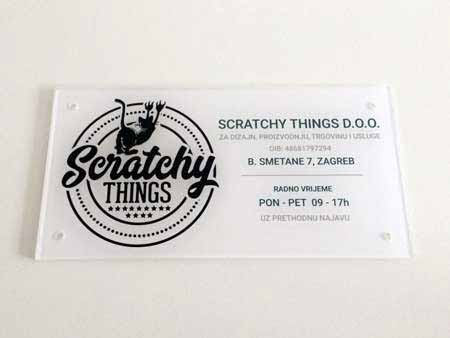 Scratchy
THINGS
SCRATCHY THINGS D.O.O.
ZA DIZAJN, PROIZVODNJU, TRGOVINU I USLUGE
OIB: 48681797294
B. SMETANE 7, ZAGREB
RADNO VRIJEME
PON - PET 09 - 17h
UZ PRETHODNU NAJAVU